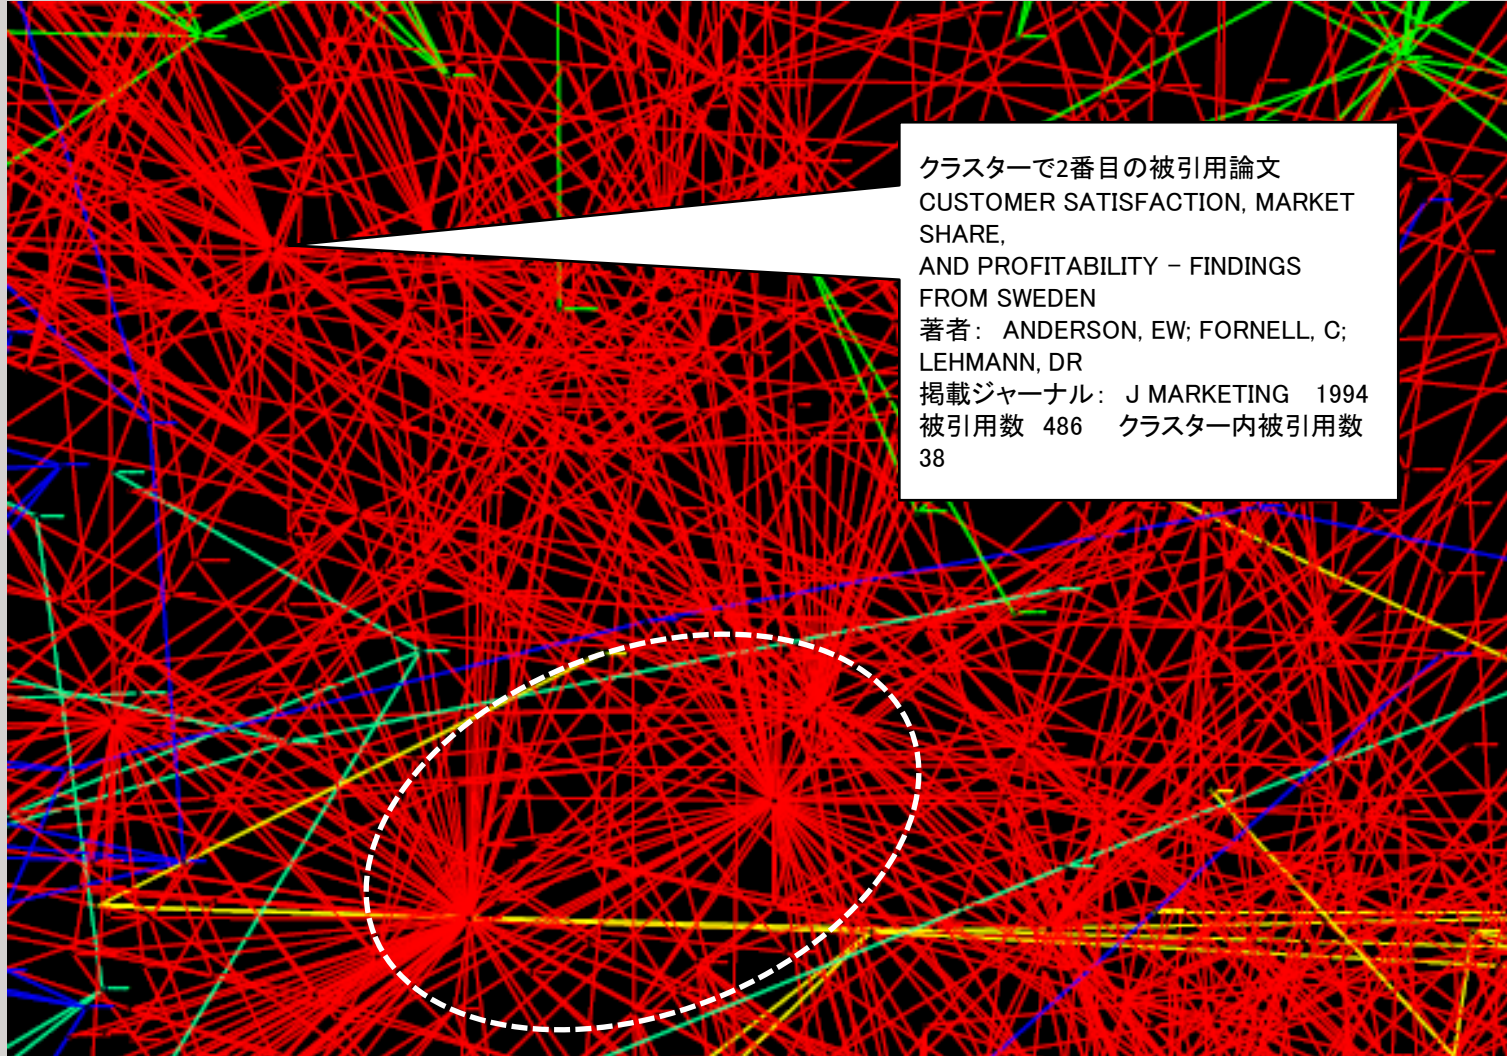 クラスターで2番目の被引用論文
CUSTOMER SATISFACTION, MARKET
SHARE,
AND PROFITABILITY － FINDINGS
FROM SWEDEN
著者： ANDERSON, EW; FORNELL, C;
LEHMANN, DR
掲載ジャーナル： J MARKETING　1994
被引用数　486　 クラスター内被引用数
38